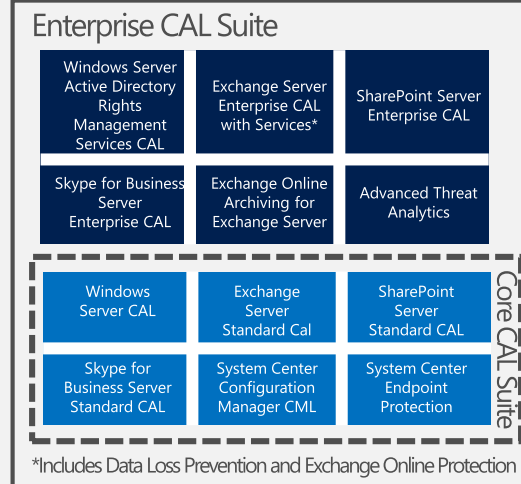 Enterprise CAL Suite
Windows Server
Active Directory
Rights
Management
Services CAL
Exchange Server
Enterprise CAL
with Services*
SharePoint Server
Enterprise CAL
Skype for Business
Server
Enterprise CAL
Exchange Online
Archiving for
Exchange Server
Advanced Threat
Analytics
Windows
Server CAL
Exchange
Server
Standard Cal
SharePoint
Server
Standard CAL
Skype for
Business Server
Standard CAL
System Center
Configuration
Manager CML
System Center
Endpoint
Protection
Core CAL Suite
*Includes Data Loss Prevention and Exchange Online Protection